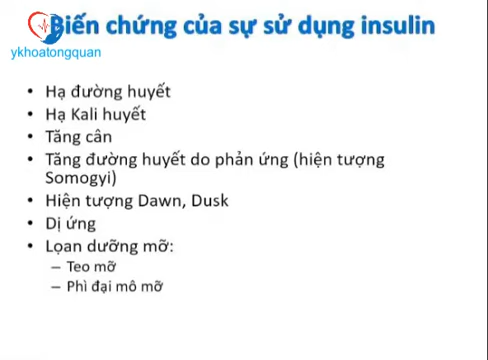 Biến chứng của sự sử dụng insulin
ykhoatongquan
• Hạ đường huyết
• Hạ Kali huyết
• Tăng cân
• Tăng đường huyết do phản ứng (hiện tượng
Somogyi)
• Hiện tượng Dawn, Dusk
• Dị ứng
• Lọan dưỡng mỡ:
– Teo mỡ
– Phì đại mô mỡ